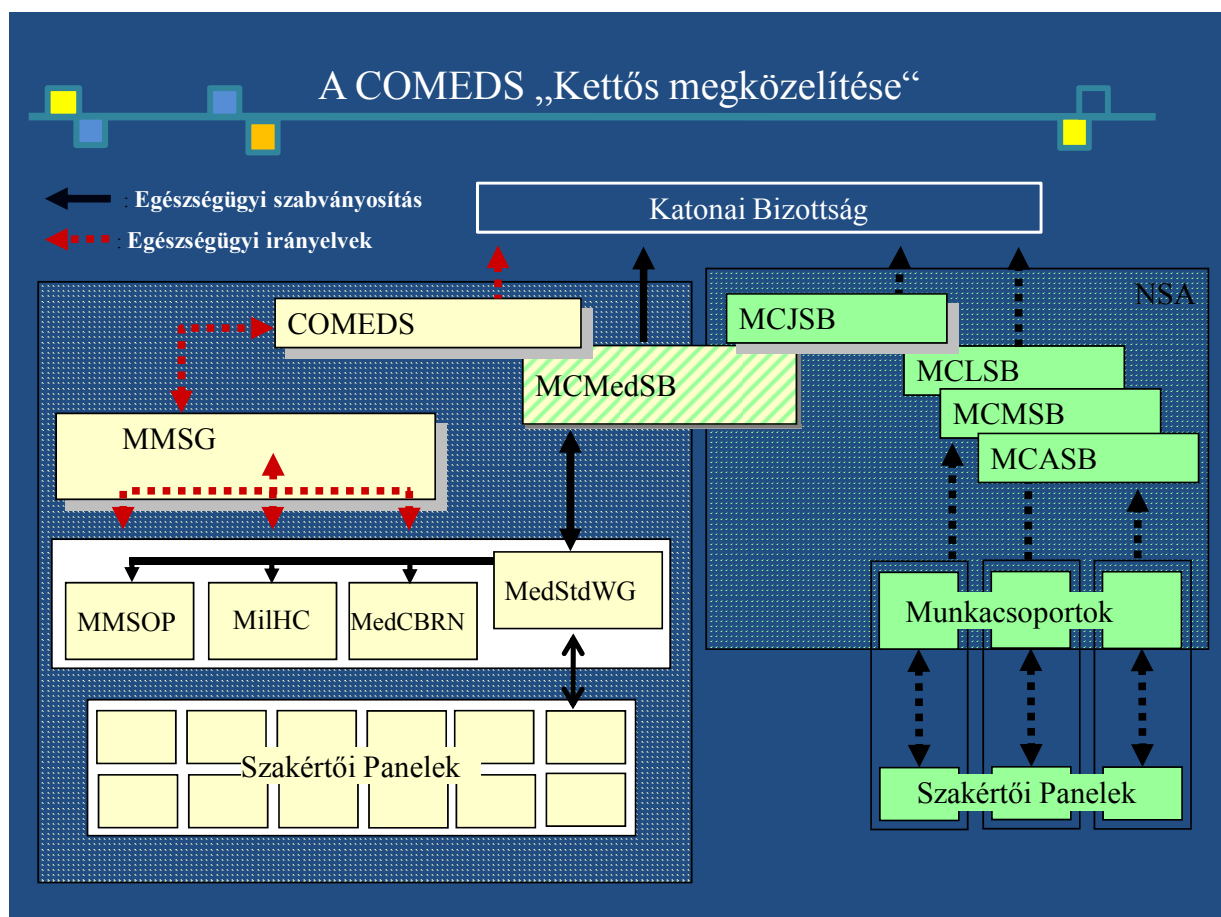 A COMEDS „Kettős megközelítése“
: Egészségügyi szabványosítás
: Egészségügyi irányelvek
Katonai Bizottság
NSA
COMEDS
MCJSB
MCMedSB
MCLSB
MCMSB
MCASB
MMSG
MMSOP
MilHC
MedCBRN
MedStdWG
Munkacsoportok
Szakértői Panelek
Szakértői Panelek